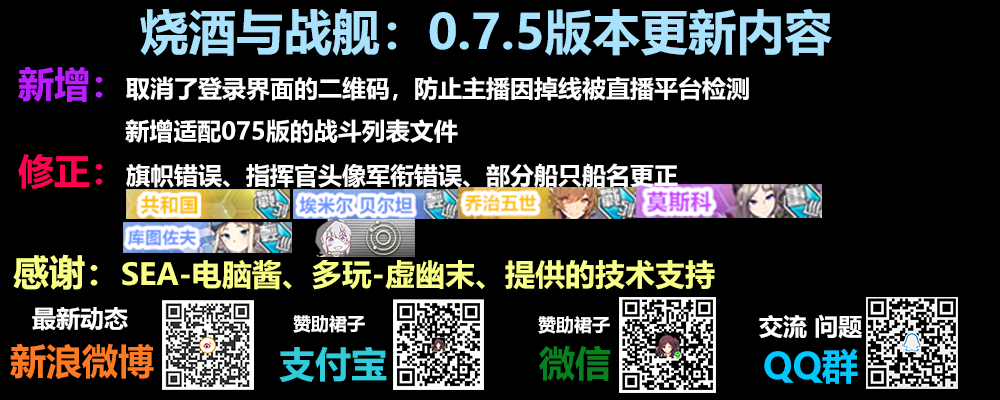 烧酒与战舰：0.7.5版本更新内容
新增：
取消了登录界面的二维码，防止主播因掉线被直播平台检测
新增适配075版的战斗列表文件
修正：
旗帜错误、指挥官头像军衔错误、部分船只船名更正
共和国 埃米尔 贝尔坦 乔治五世 莫斯科
库图佐夫
感谢：SEA-电脑酱、多玩-虚幽末、提供的技术支持
最新动态
新浪微博
赞助裙子
支付宝
赞助裙子
微信
交流 问题
QQ群